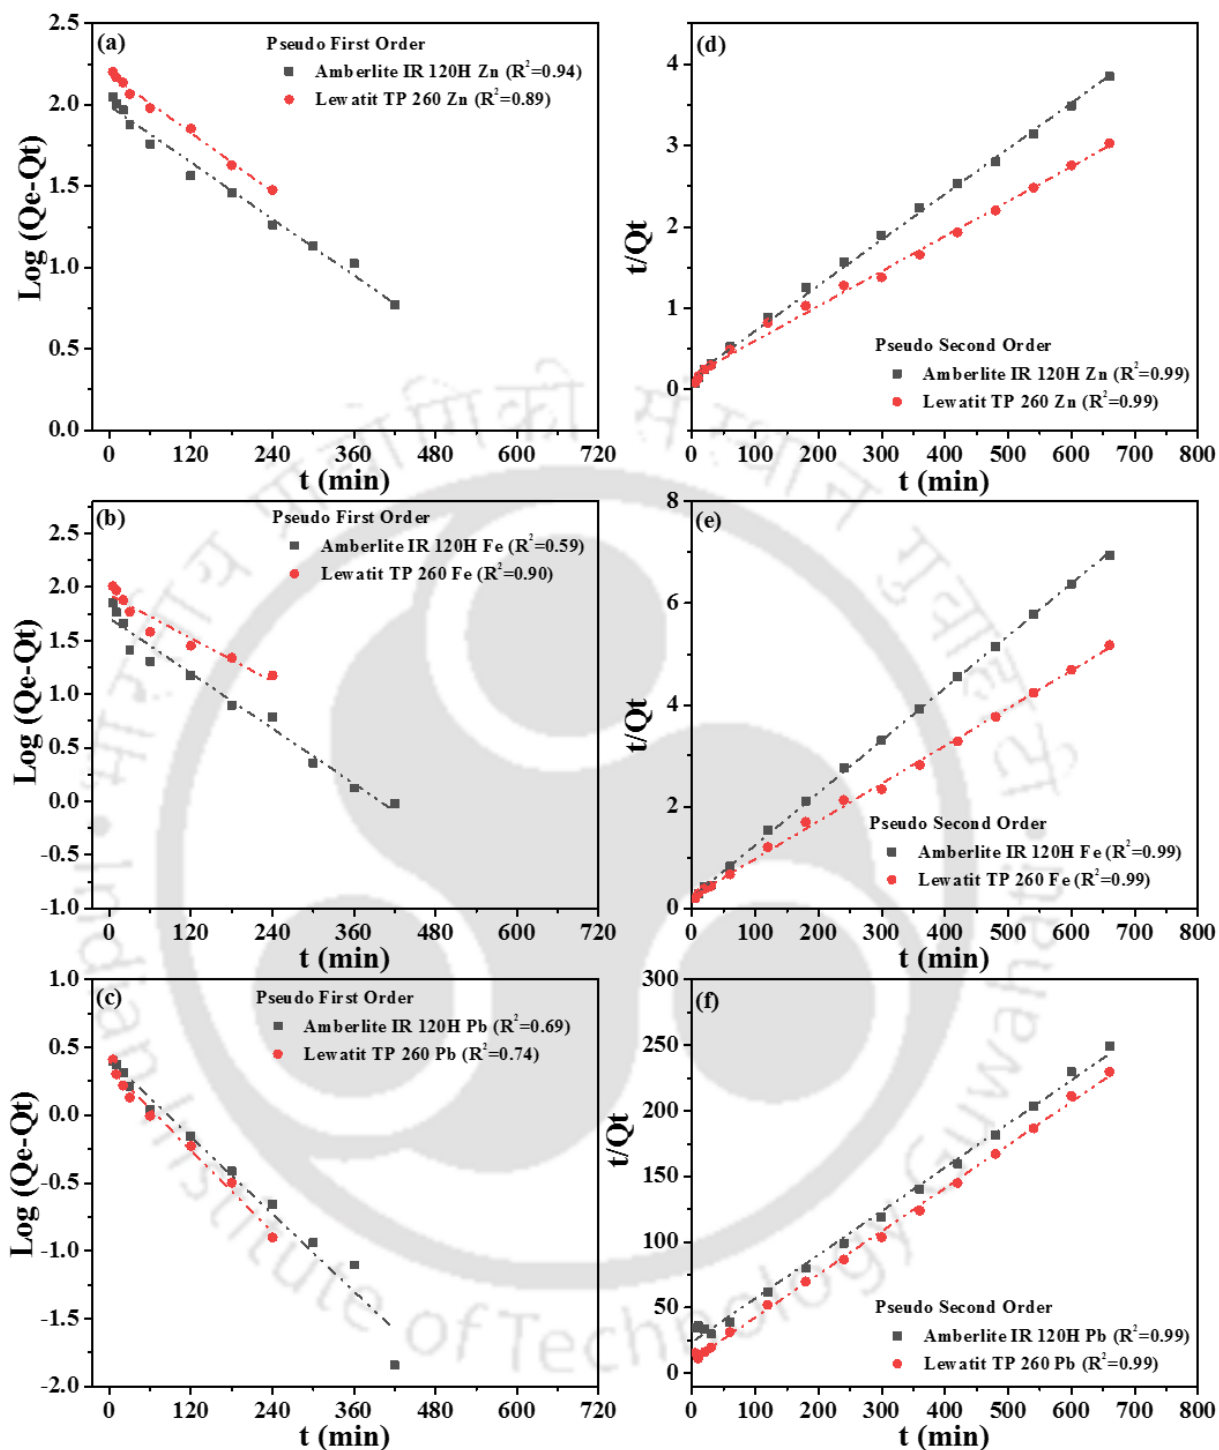 (a)
Pseudo First Order
Amberlite IR 120H Zn (R²=0.94)
Lewatit TP 260 Zn (R²=0.89)
2.5
2.0
1.5
1.0
0.5
0.0
Log (Qe-Qt)
0 120 240 360 480 600 720
t (min)
(d)
4
3
2
1
0
t/Qt
Pseudo Second Order
Amberlite IR 120H Zn (R²=0.99)
Lewatit TP 260 Zn (R²=0.99)
0 100 200 300 400 500 600 700 800
t (min)
(b)
Pseudo First Order
Amberlite IR 120H Fe (R²=0.59)
Lewatit TP 260 Fe (R²=0.90)
2.5
2.0
1.5
1.0
0.5
0.0
-0.5
-1.0
Log (Qe-Qt)
0 120 240 360 480 600 720
t (min)
(e)
8
6
4
2
0
t/Qt
Pseudo Second Order
Amberlite IR 120H Fe (R²=0.99)
Lewatit TP 260 Fe (R²=0.99)
0 100 200 300 400 500 600 700 800
t (min)
(c)
Pseudo First Order
Amberlite IR 120H Pb (R²=0.69)
Lewatit TP 260 Pb (R²=0.74)
1.0
0.5
0.0
-0.5
-1.0
-1.5
-2.0
Log (Qe-Qt)
0 120 240 360 480 600 720
t (min)
(f)
300
250
200
150
100
50
0
t/Qt
Pseudo Second Order
Amberlite IR 120H Pb (R²=0.99)
Lewatit TP 260 Pb (R²=0.99)
0 100 200 300 400 500 600 700 800
t (min)
Indian Institute of Technology Guwahati